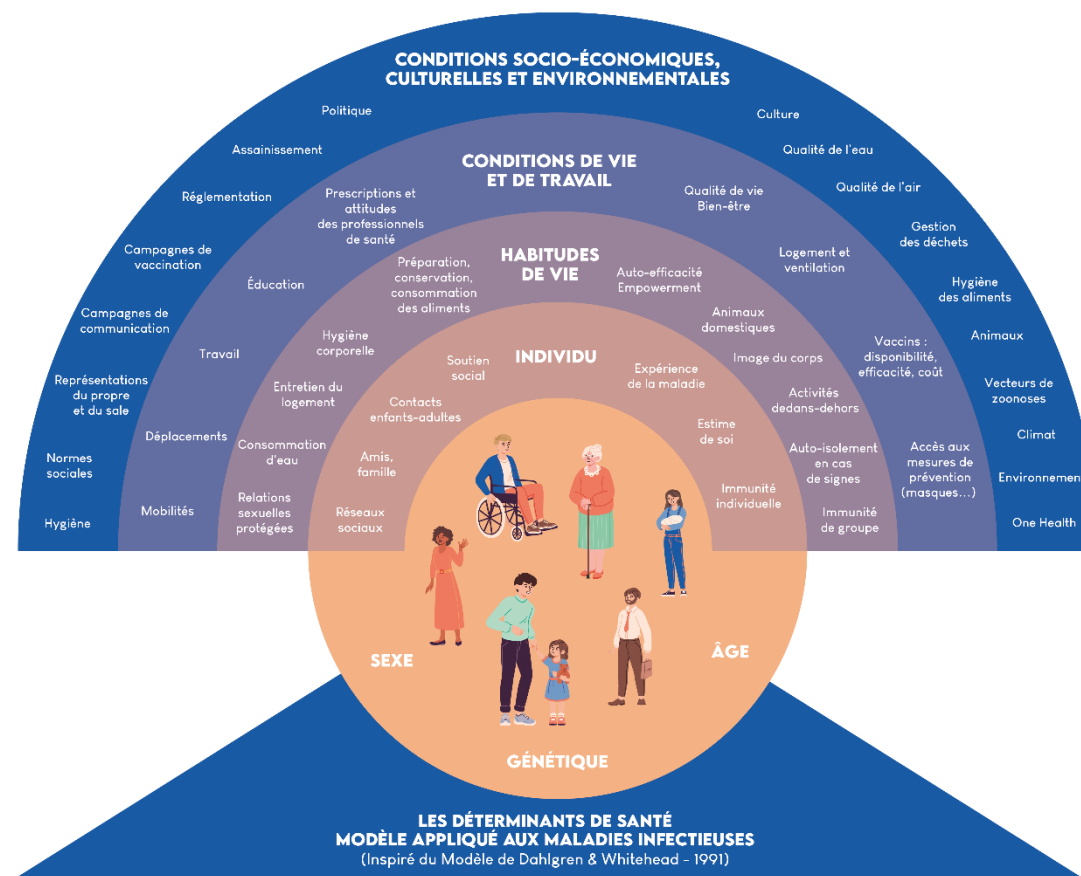 CONDITIONS SOCIO-ÉCONOMIQUES,
CULTURELLES ET ENVIRONNEMENTALES
Politique
Assainissement
Réglementation
Campagnes de
vaccination
Campagnes de
communication
Représentations
du propre
et du sale
Normes
sociales
Hygiène
Culture
Qualité de l'eau
Qualité de l'air
Gestion
des déchets
Hygiène
des aliments
Animaux
Vecteurs de
zoonoses
Climat
Environnemen
One Health
CONDITIONS DE VIE
ET DE TRAVAIL
Prescriptions et
attitudes
des professionnels
de santé
Éducation
Travail
Déplacements
Mobilités
Qualité de vie
Bien-être
Logement et
ventilation
Vaccins :
disponibilité,
efficacité, coût
Accès aux
mesures de
prévention
(masques...)
HABITUDES
DE VIE
Préparation,
conservation,
consommation
des aliments
Hygiène
corporelle
Entretien du
logement
Consommation
d'eau
Relations
sexuelles
protégées
Auto-efficacité
Empowerment
Animaux
domestiques
Image du corps
Activités
dedans-dehors
Auto-isolement
en cas
de signes
Immunité
de groupe
INDIVIDU
Soutien
social
Contacts
enfants-adultes
Amis,
famille
Réseaux
sociaux
Expérience
de la maladie
Estime
de soi
Immunité
individuelle
SEXE
ÂGE
GÉNÉTIQUE
LES DÉTERMINANTS DE SANTÉ
MODÈLE APPLIQUÉ AUX MALADIES INFECTIEUSES
(Inspiré du Modèle de Dahlgren & Whitehead - 1991)